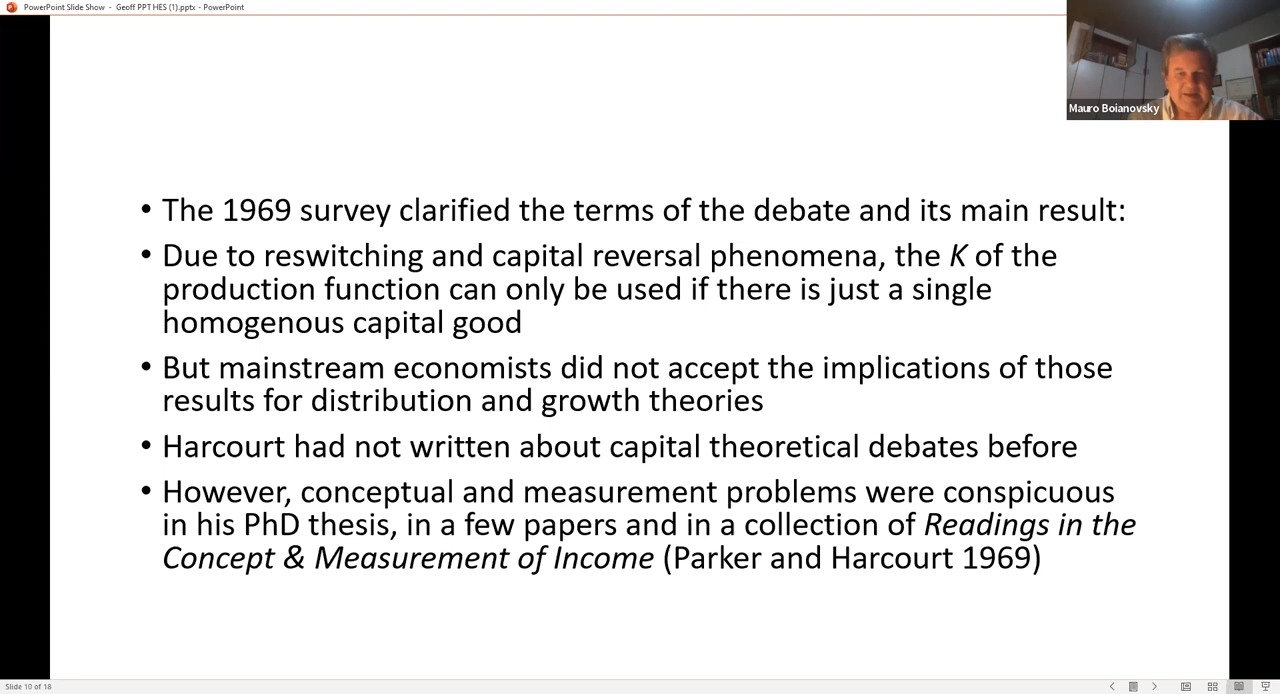 PowerPoint Slide Show - Geoff PPT HES (1).pptx - PowerPoint
Mauro Boianovsky
• The 1969 survey clarified the terms of the debate and its main result:
• Due to reswitching and capital reversal phenomena, the K of the
production function can only be used if there is just a single
homogenous capital good
• But mainstream economists did not accept the implications of those
results for distribution and growth theories
• Harcourt had not written about capital theoretical debates before
• However, conceptual and measurement problems were conspicuous
in his PhD thesis, in a few papers and in a collection of Readings in the
Concept & Measurement of Income (Parker and Harcourt 1969)
Slide 10 of 18